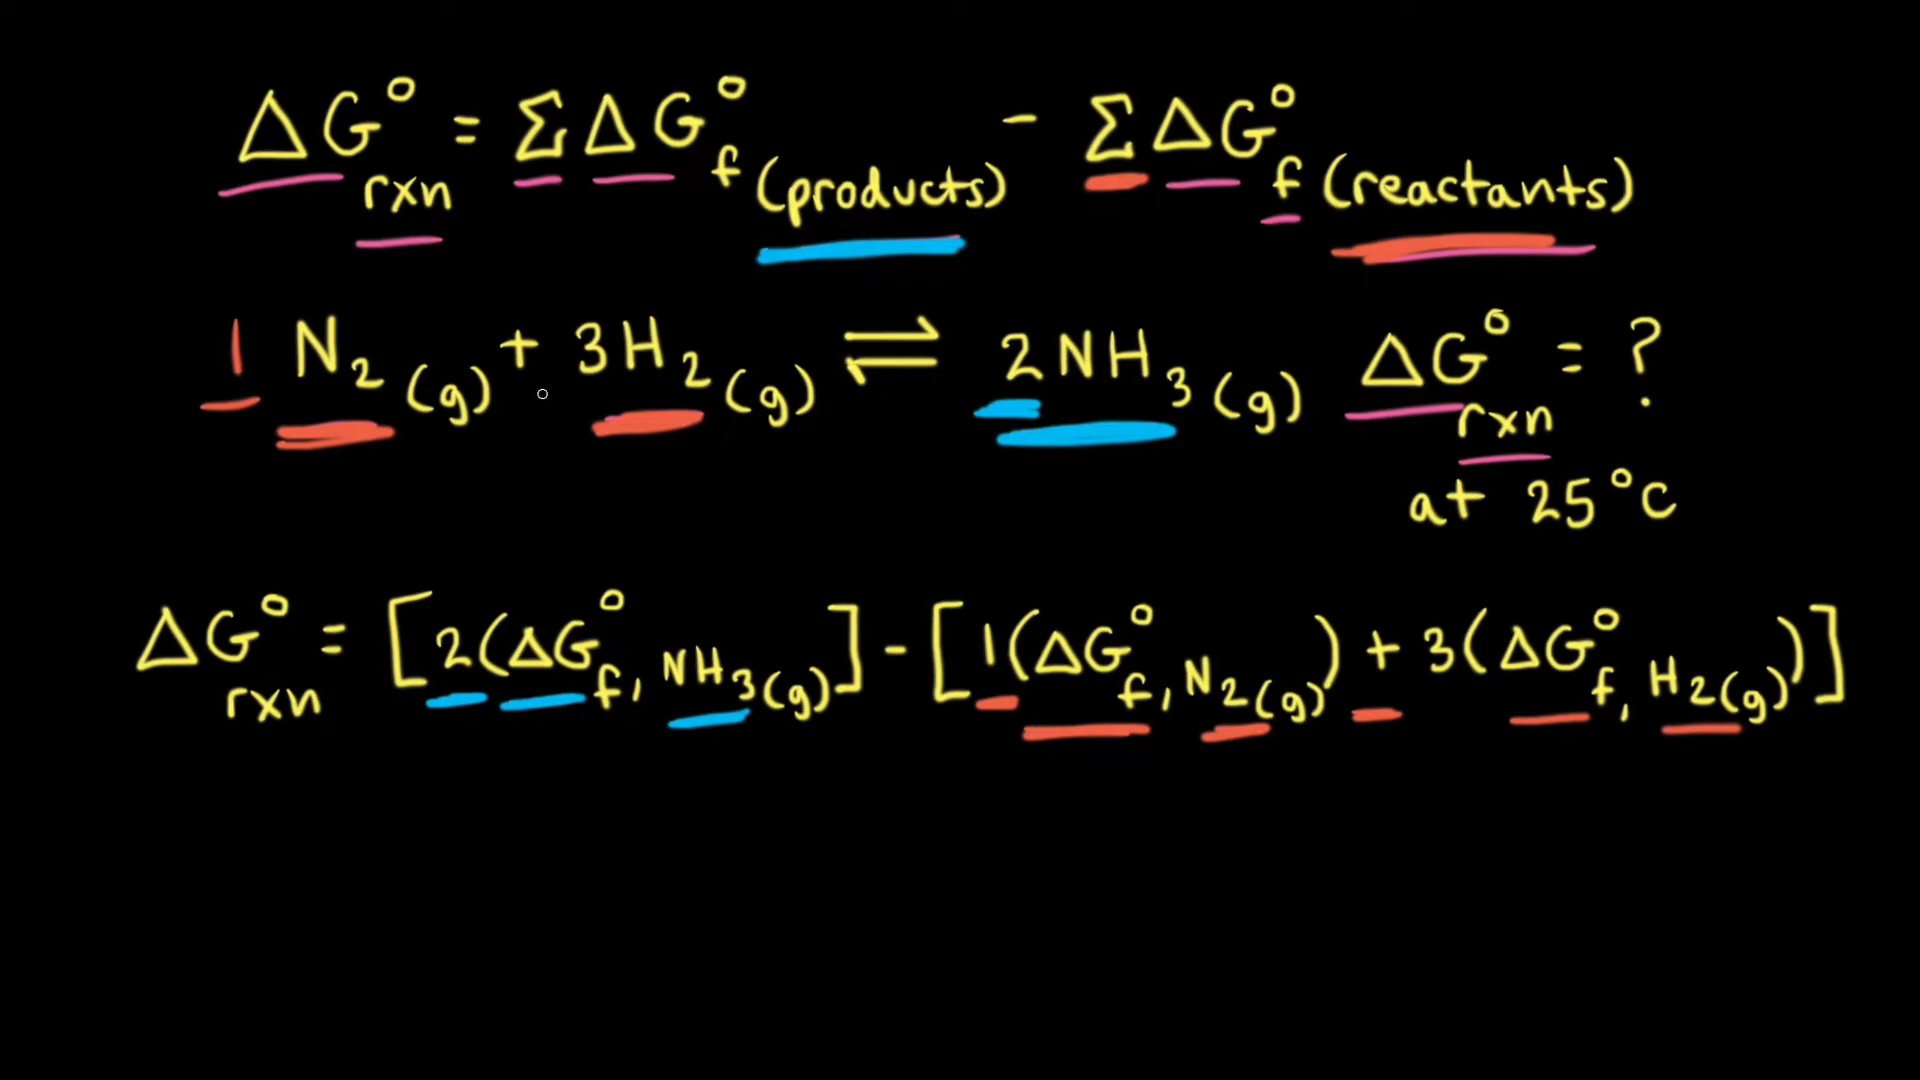 ΔG°rxn = ΣΔG°f (products) - ΣΔG°f (reactants)
1 N2(g) + 3H2(g) ⇌ 2NH3(g) ΔG°rxn = ?
at 25°C
ΔG°rxn = [2(ΔG°f, NH3(g)] - [1(ΔG°f, N2(g)) + 3(ΔG°f, H2(g))]